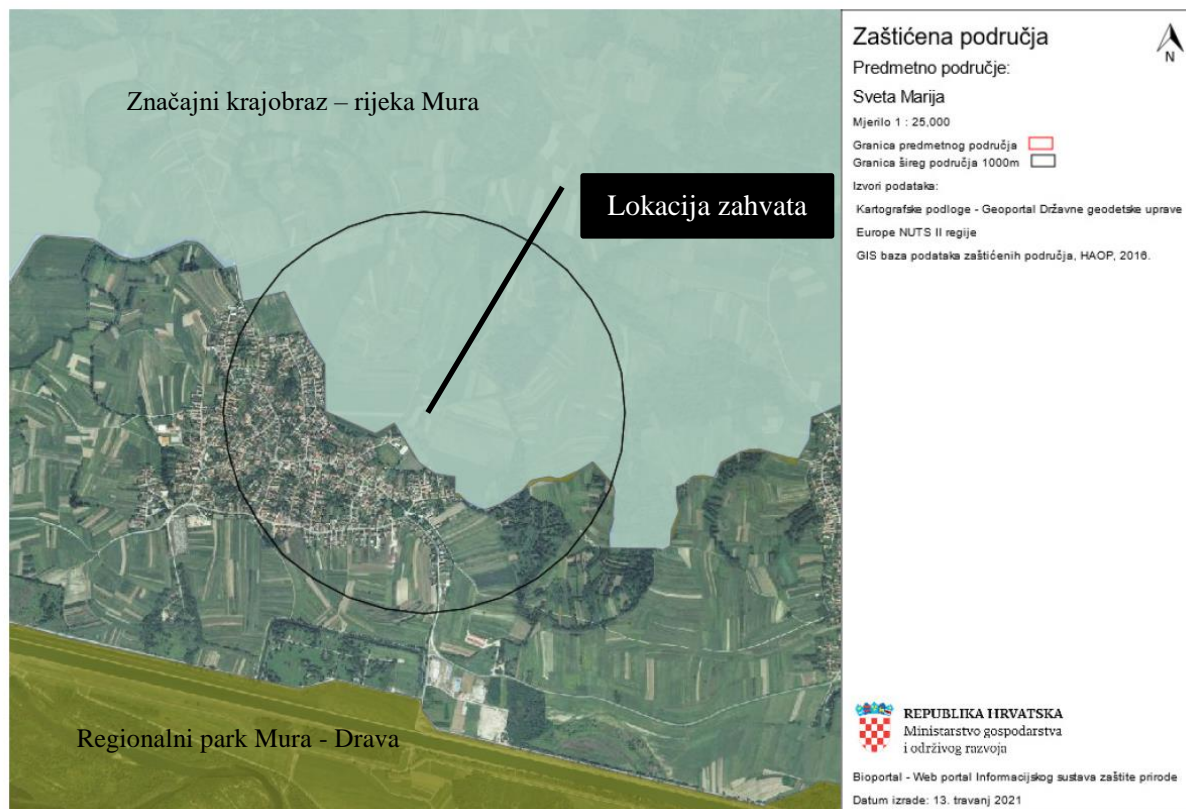 Značajni krajobraz – rijeka Mura
Lokacija zahvata
Regionalni park Mura - Drava
Zaštićena područja
N
Predmetno područje:
Sveta Marija
Mjerilo 1 : 25,000
Granica predmetnog područja
Granica šireg područja 1000m
Izvori podataka:
Kartografske podloge - Geoportal Državne geodetske uprave
Europe NUTS II regije
GIS baza podataka zaštićenih područja, HAOP, 2016.
REPUBLIKA HRVATSKA
Ministarstvo gospodarstva
i održivog razvoja
Bioportal - Web portal Informacijskog sustava zaštite prirode
Datum izrade: 13. travanj 2021